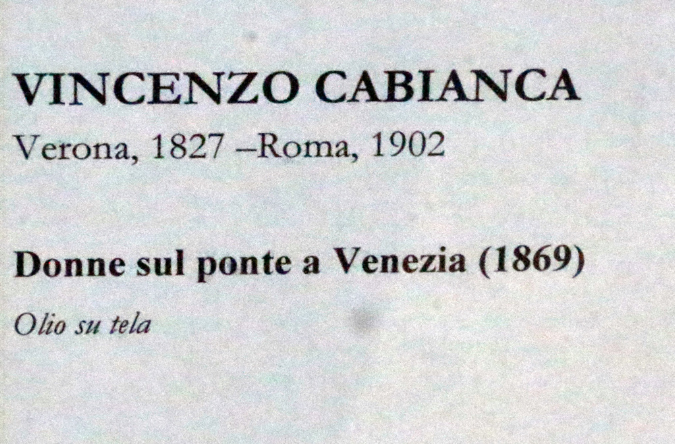 VINCENZO CABIANCA
Verona, 1827 –Roma, 1902
Donne sul ponte a Venezia (1869)
Olio su tela